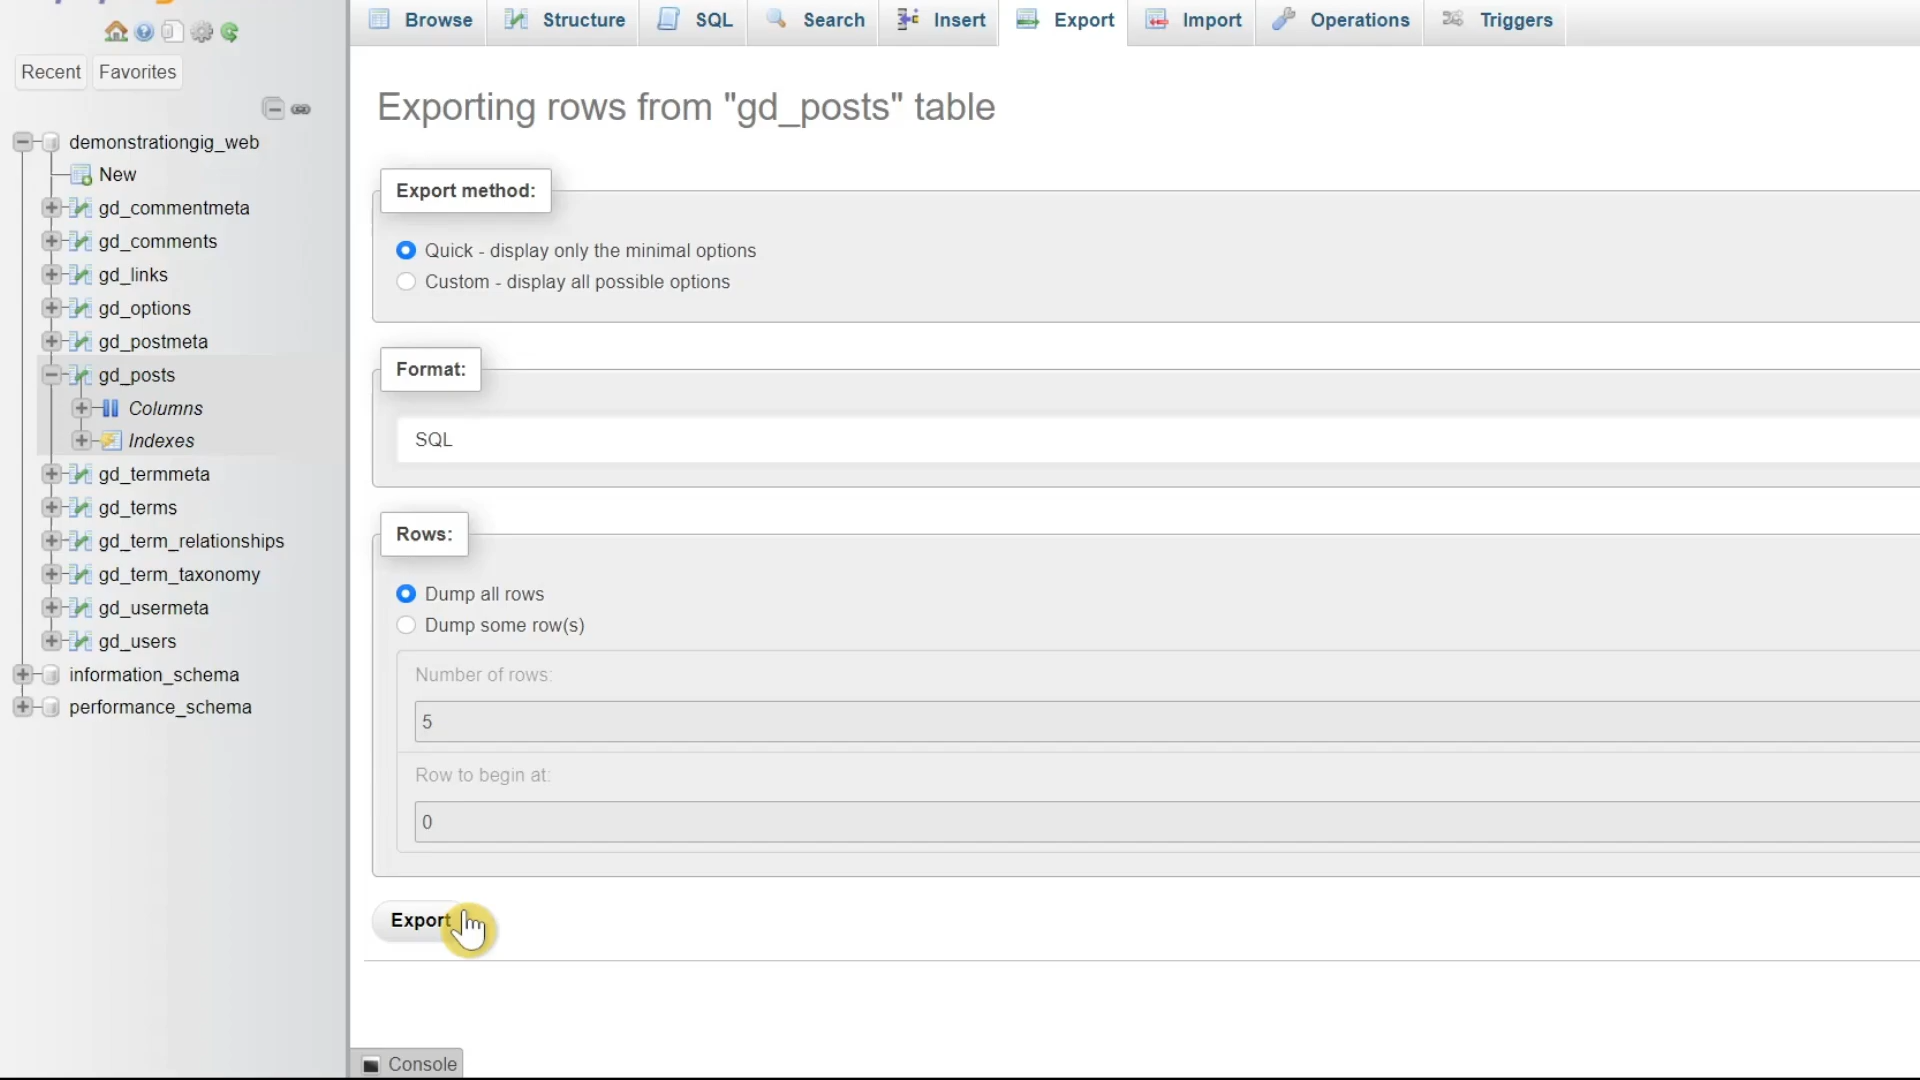 Browse Structure SQL Search Insert Export Import Operations Triggers
Recent Favorites
demonstrationgig_web
New
gd_commentmeta
gd_comments
gd_links
gd_options
gd_postmeta
gd_posts
Columns
Indexes
gd_termmeta
gd_terms
gd_term_relationships
gd_term_taxonomy
gd_usermeta
gd_users
information_schema
performance_schema
Exporting rows from "gd_posts" table
Export method:
Quick - display only the minimal options
Custom - display all possible options
Format:
SQL
Rows:
Dump all rows
Dump some row(s)
Number of rows:
5
Row to begin at:
0
Export
Console